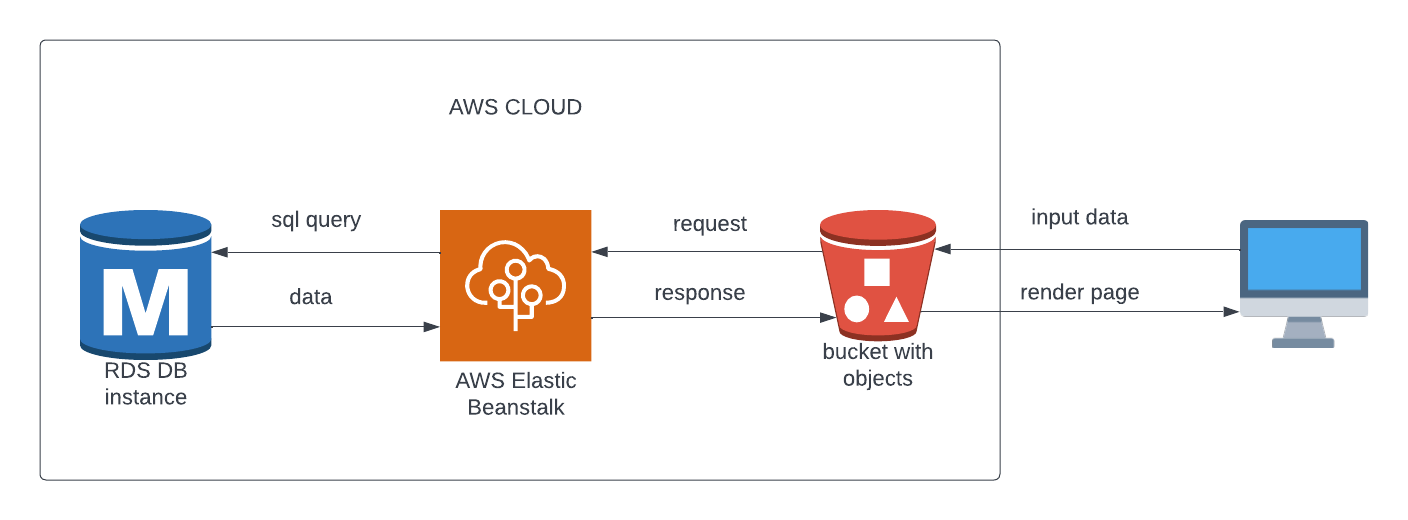 AWS CLOUD
sql query
data
M
RDS DB
instance
AWS Elastic
Beanstalk
request
response
bucket with
objects
input data
render page